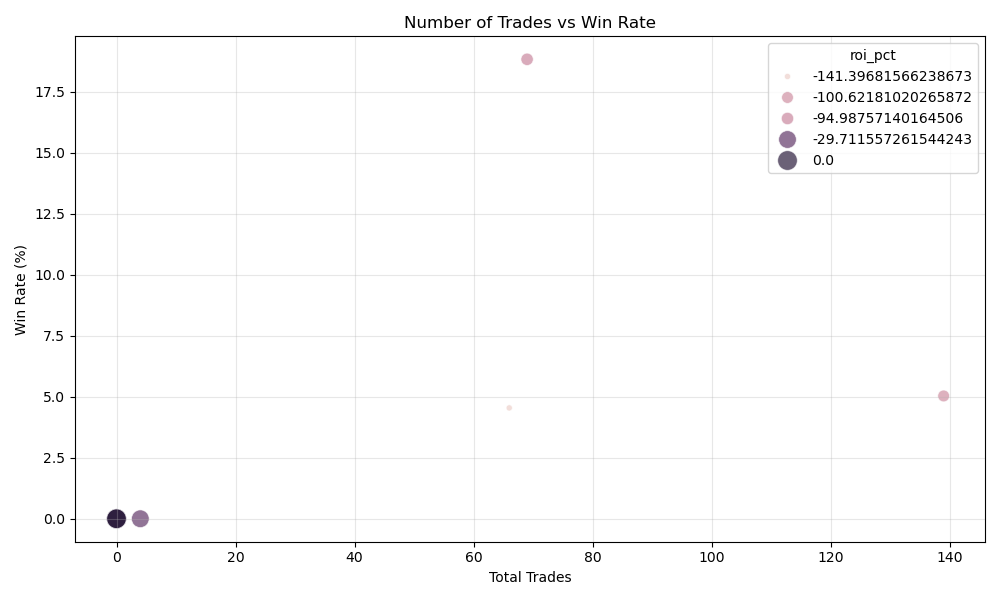 Number of Trades vs Win Rate
roi_pct
-141.39681566238673
-100.62181020265872
-94.98757140164506
-29.711557261544243
0.0
17.5
15.0
12.5
10.0
7.5
5.0
2.5
0.0
Win Rate (%)
0 20 40 60 80 100 120 140
Total Trades